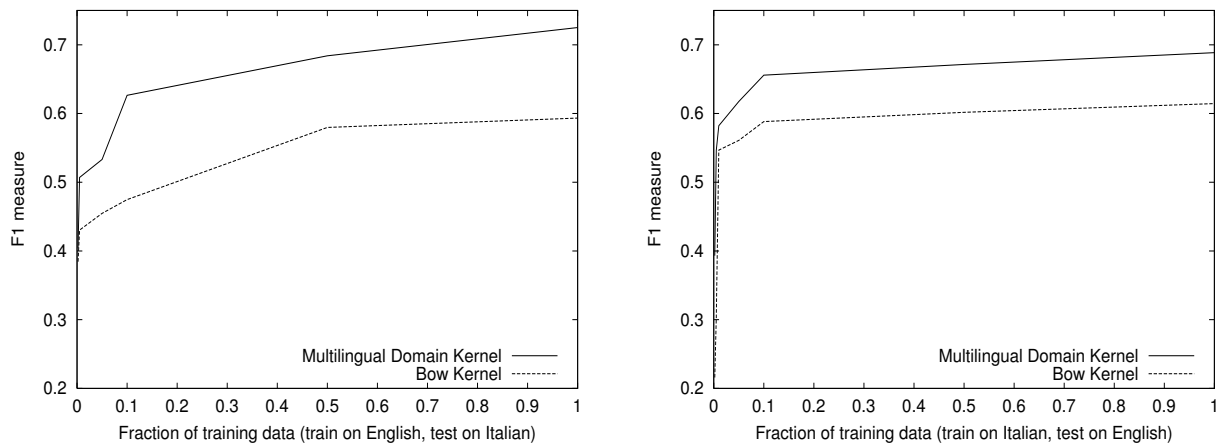 0.7
0.6
0.5
0.4
0.3
0.2
F1 measure
0 0.1 0.2 0.3 0.4 0.5 0.6 0.7 0.8 0.9 1
Fraction of training data (train on English, test on Italian)
Multilingual Domain Kernel
Bow Kernel
0.7
0.6
0.5
0.4
0.3
0.2
F1 measure
0 0.1 0.2 0.3 0.4 0.5 0.6 0.7 0.8 0.9 1
Fraction of training data (train on Italian, test on English)
Multilingual Domain Kernel
Bow Kernel